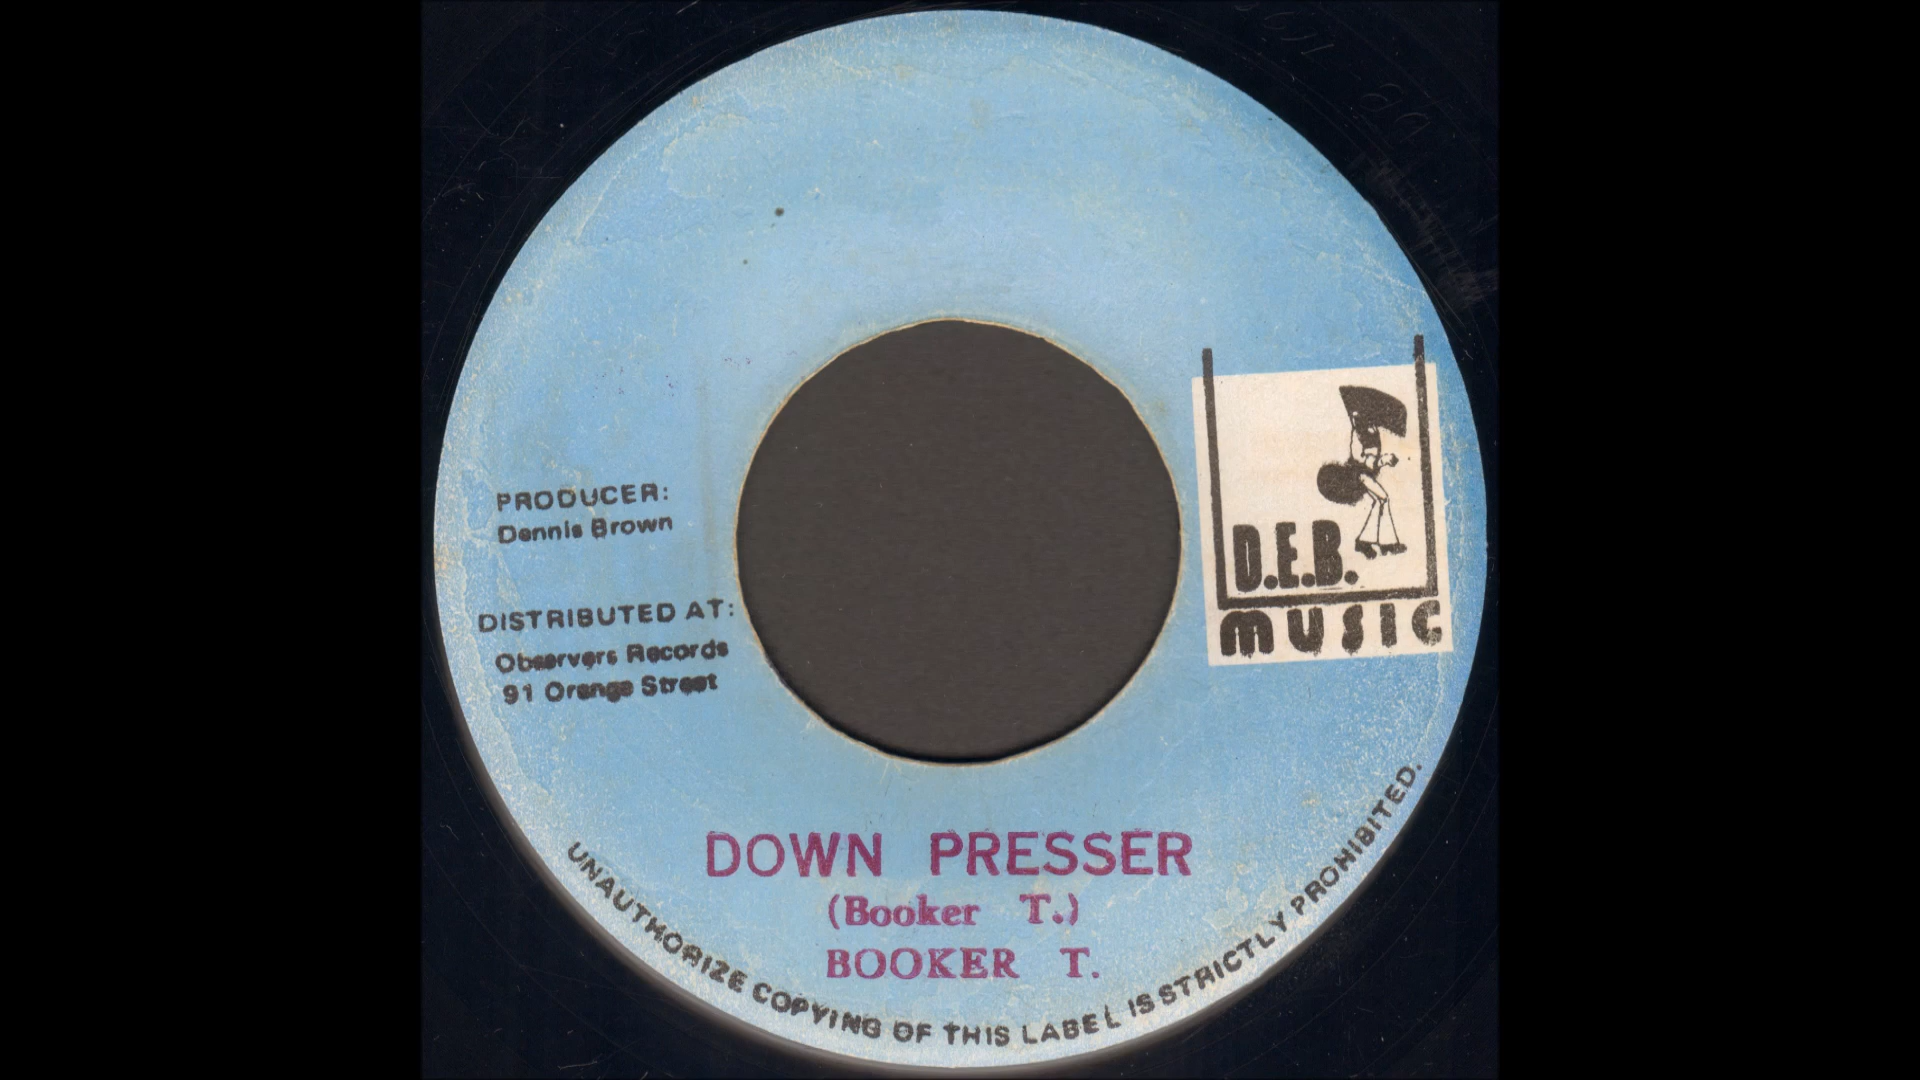 PRODUCER:
Dennis Brown
DISTRIBUTED AT:
Observers Records
91 Orange Street
D.E.B.
MUSIC
DOWN PRESSER
(Booker T.)
BOOKER T.
UNAUTHORIZE COPYING OF THIS LABEL IS STRICTLY PROHIBITED.